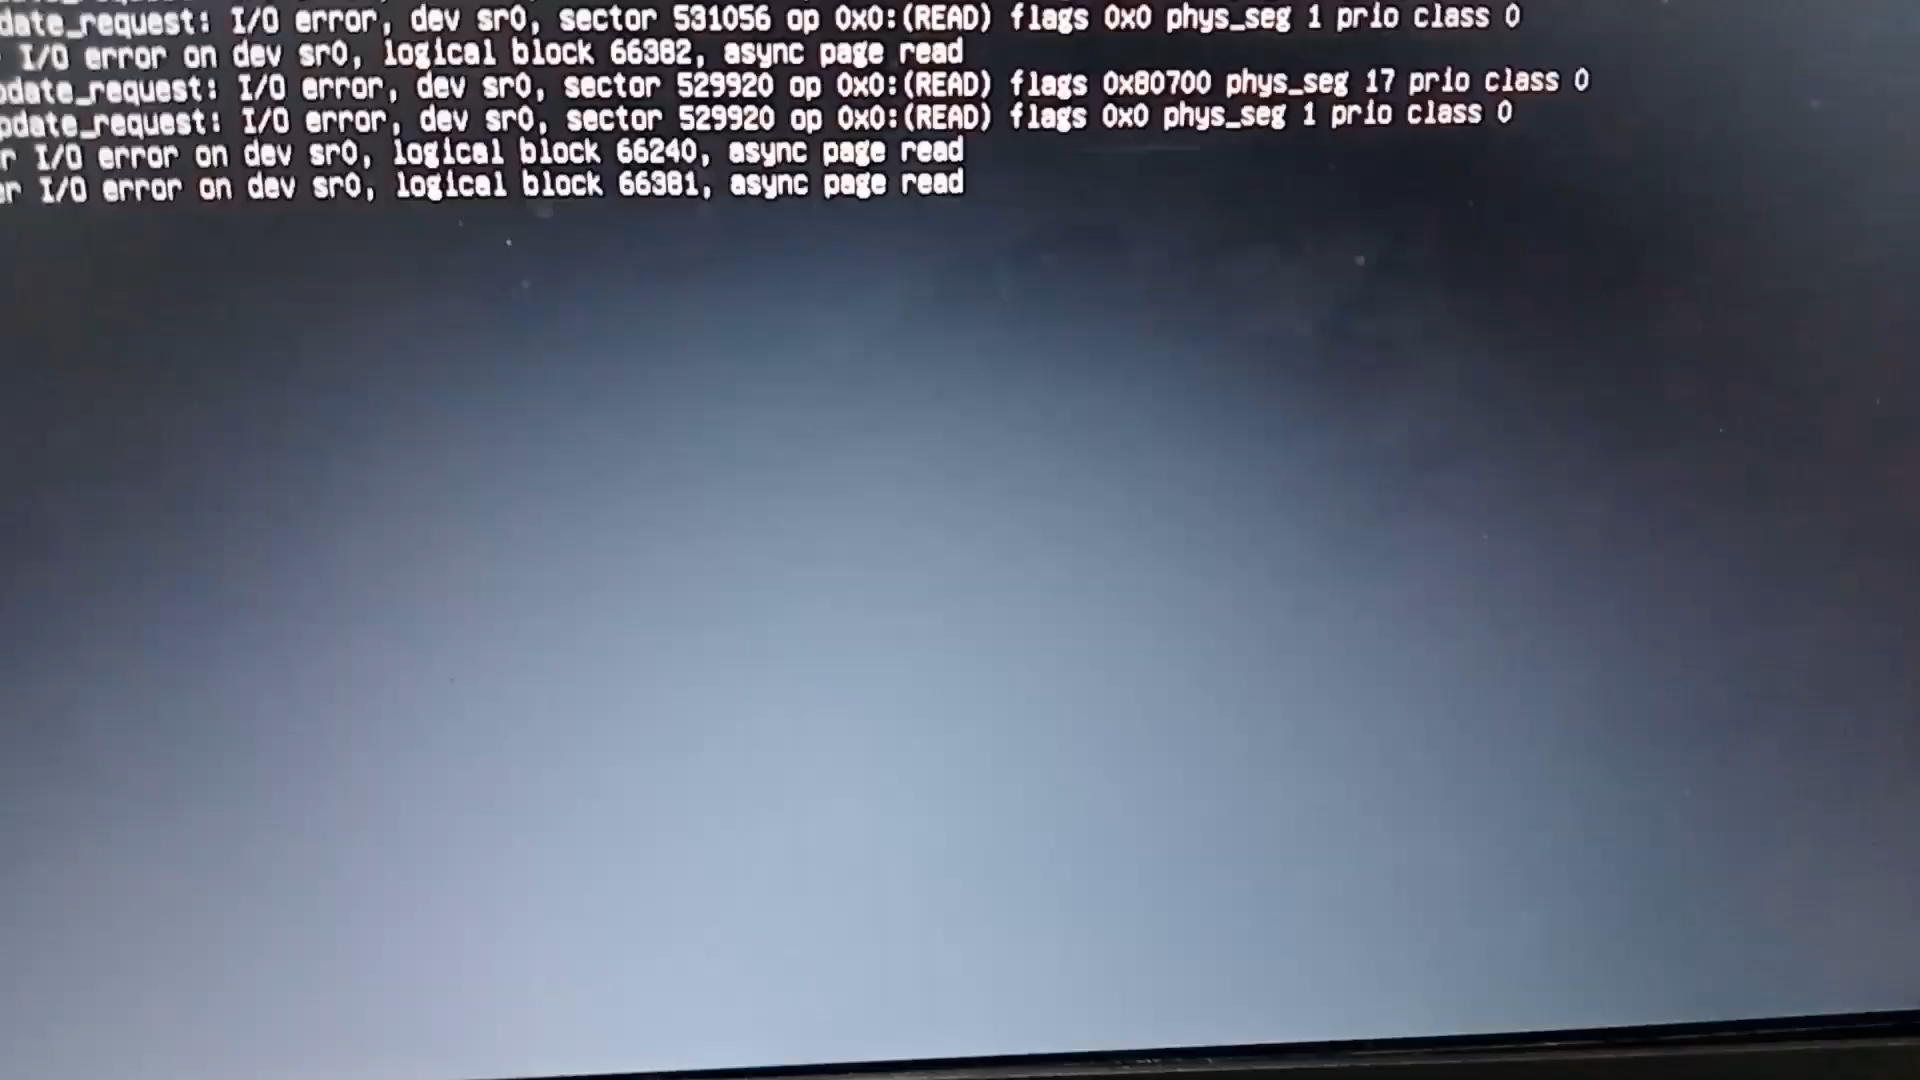 date_request: I/O error, dev sr0, sector 531056 op 0x0:(READ) flags 0x0 phys_seg 1 prio class 0
I/O error on dev sr0, logical block 66382, async page read
pdate_request: I/O error, dev sr0, sector 529920 op 0x0:(READ) flags 0x80700 phys_seg 17 prio class 0
pdate_request: I/O error, dev sr0, sector 529920 op 0x0:(READ) flags 0x0 phys_seg 1 prio class 0
r I/O error on dev sr0, logical block 66240, async page read
er I/O error on dev sr0, logical block 66381, async page read